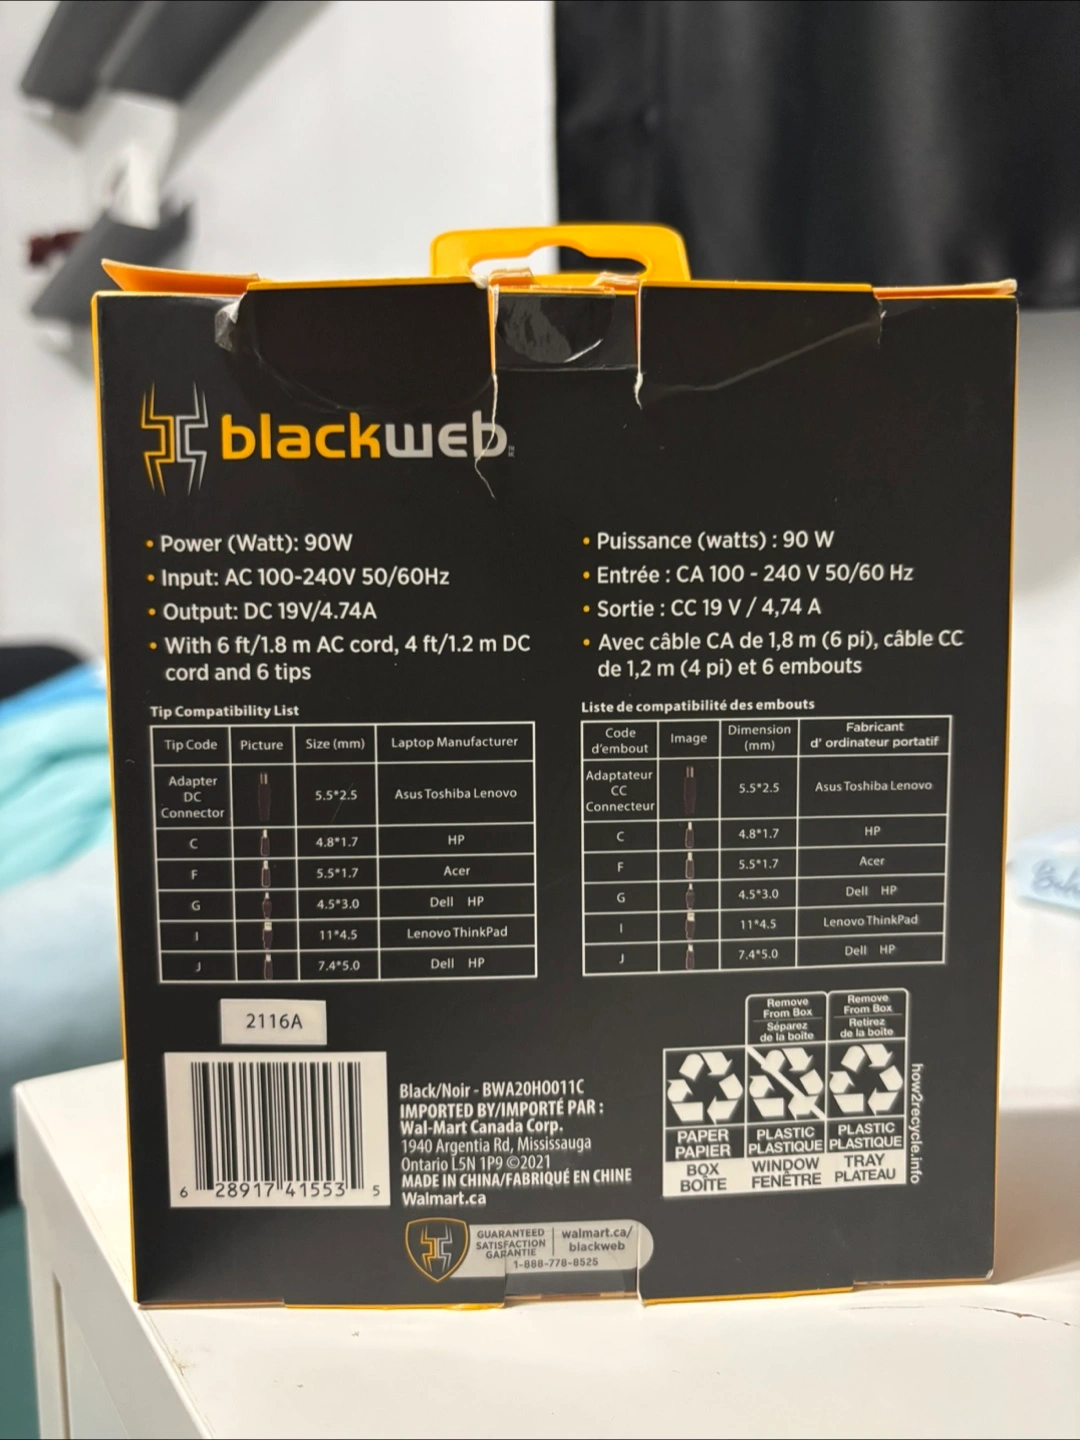 blackweb
• Power (Watt): 90W
• Input: AC 100-240V 50/60Hz
• Output: DC 19V/4.74A
• With 6 ft/1.8 m AC cord, 4 ft/1.2 m DC
cord and 6 tips
Tip Compatibility List
Tip Code Picture Size (mm) Laptop Manufacturer
Adapter
DC
Connector
5.5*2.5 Asus Toshiba Lenovo
C 4.8*1.7 HP
F 5.5*1.7 Acer
G 4.5*3.0 Dell HP
I 11*4.5 Lenovo ThinkPad
J 7.4*5.0 Dell HP
• Puissance (watts) : 90 W
• Entrée : CA 100 - 240 V 50/60 Hz
• Sortie : CC 19 V / 4,74 A
• Avec câble CA de 1,8 m (6 pi), câble CC
de 1,2 m (4 pi) et 6 embouts
Liste de compatibilité des embouts
Code
d'embout
Image
Dimension
(mm)
Fabricant
d' ordinateur portatif
Adaptateur
CC
Connecteur
5.5*2.5 Asus Toshiba Lenovo
C 4.8*1.7 HP
F 5.5*1.7 Acer
G 4.5*3.0 Dell HP
I 11*4.5 Lenovo ThinkPad
J 7.4*5.0 Dell HP
2116A
6 28917 41553 5
Black/Noir - BWA20HO011C
IMPORTED BY/IMPORTÉ PAR :
Wal-Mart Canada Corp.
1940 Argentia Rd, Mississauga
Ontario L5N 1P9 ©2021
MADE IN CHINA/FABRIQUÉ EN CHINE
Walmart.ca
Remove
From Box
Séparez
de la boîte
Remove
From Box
Retirez
de la boîte
PAPER
PAPIER
BOX
BOÎTE
PLASTIC
PLASTIQUE
WINDOW
FENÊTRE
PLASTIC
PLASTIQUE
TRAY
PLATEAU
how2recycle.info
GUARANTEED
SATISFACTION
GARANTIE
walmart.ca/
blackweb
1-888-778-8525